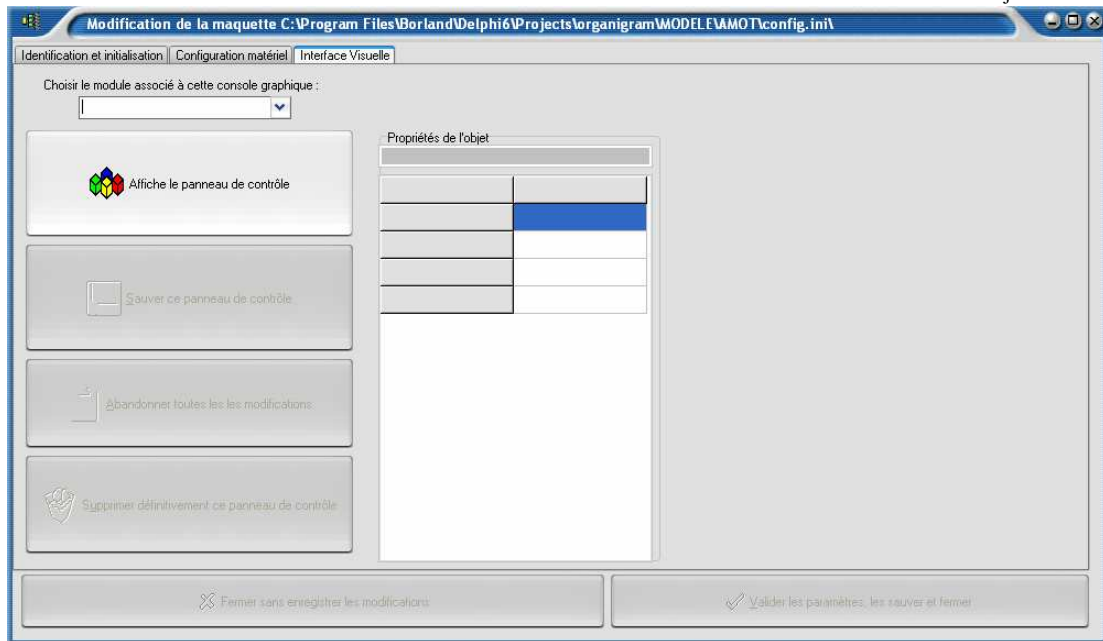 Modification de la maquette C:\Program Files\Borland\Delphi6\Projects\organigram\MODELE\AMOT\config.ini\
Identification et initialisation Configuration matériel Interface Visuelle
Choisir le module associé à cette console graphique :
Affiche le panneau de contrôle
Propriétés de l'objet
Sauver ce panneau de contrôle
Abandonner toutes les les modifications
Supprimer définitivement ce panneau de contrôle
Fermer sans enregistrer les modifications
Valider les paramètres, les sauver et fermer